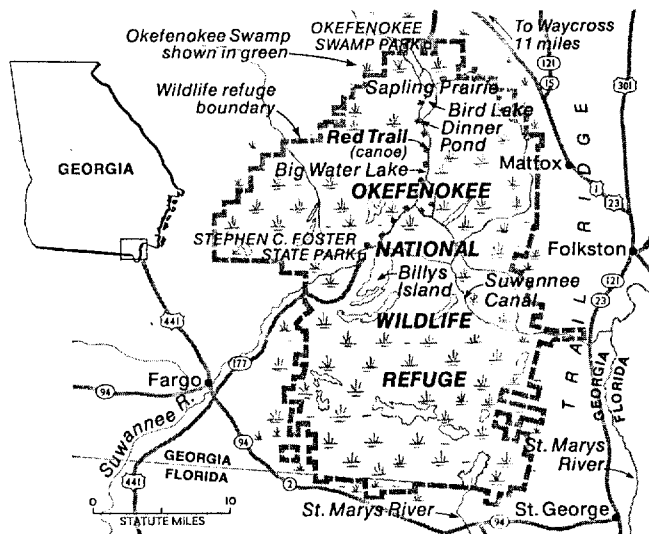 Okefenokee Swamp
shown in green
OKEFENOKEE
SWAMP PARK
To Waycross
11 miles
121
15
301
Wildlife refuge
boundary
Sapling Prairie
Bird Lake
Dinner
Pond
Red Trail
(canoe)
Big Water Lake
Mattox
GEORGIA
OKEFENOKEE
1
23
STEPHEN C. FOSTER
STATE PARK
NATIONAL
Folkston
Billys
Island
Suwannee
Canal
121
23
TRAIL RIDGE
441
WILDLIFE
177
Fargo
REFUGE
94
GEORGIA
FLORIDA
Suwannee R.
94
St. Marys
River
GEORGIA
FLORIDA
441
2
St. Marys River
94
St. George
0 10
STATUTE MILES